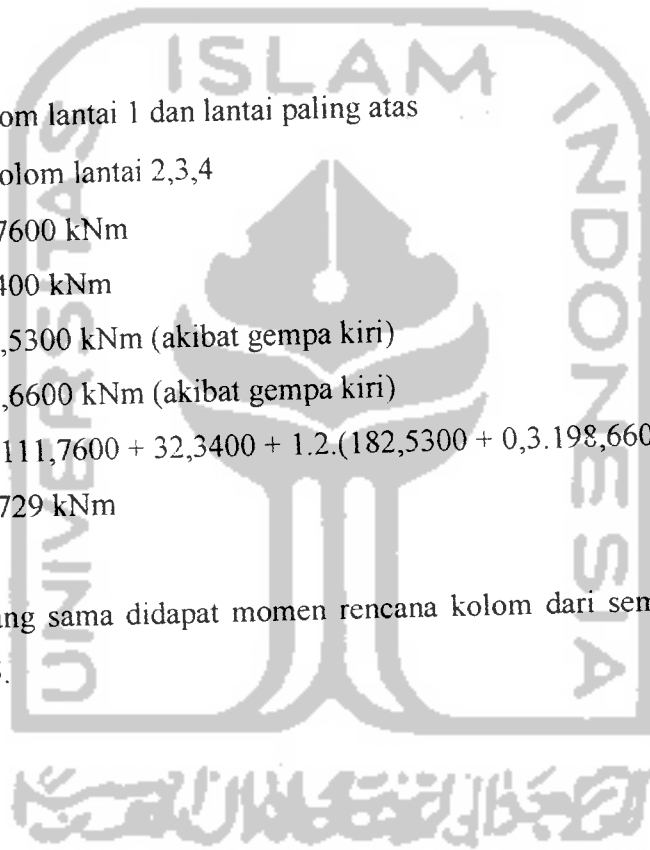 ISLAM
UNIVERSITAS
INDONESIA
om lantai 1 dan lantai paling atas
olom lantai 2,3,4
7600 kNm
400 kNm
,5300 kNm (akibat gempa kiri)
,6600 kNm (akibat gempa kiri)
111,7600 + 32,3400 + 1.2.(182,5300 + 0,3.198,660
729 kNm
ang sama didapat momen rencana kolom dari sem
.